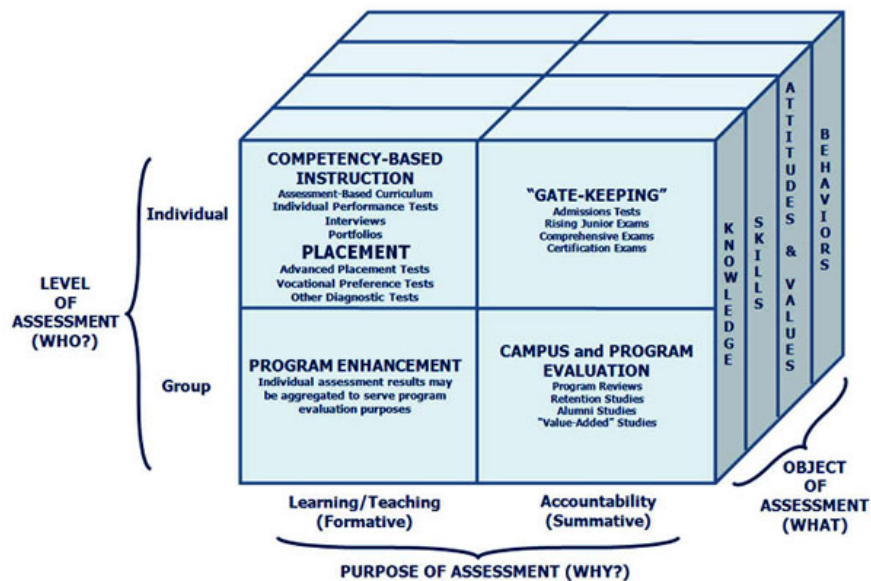 COMPETENCY-BASED
INSTRUCTION
Assessment-Based Curriculum
Individual Performance Tests
Interviews
Portfolios
PLACEMENT
Advanced Placement Tests
Vocational Preference Tests
Other Diagnostic Tests
"GATE-KEEPING"
Admissions Tests
Rising Junior Exams
Comprehensive Exams
Certification Exams
KNOWLEDGE
SKILLS
ATTITUDES & VALUES
BEHAVIORS
Individual
LEVEL
OF
ASSESSMENT
(WHO?)
Group
PROGRAM ENHANCEMENT
Individual assessment results may
be aggregated to serve program
evaluation purposes
CAMPUS and PROGRAM
EVALUATION
Program Reviews
Retention Studies
Alumni Studies
"Value-Added" Studies
OBJECT
OF
ASSESSMENT
(WHAT)
Learning/Teaching
(Formative)
Accountability
(Summative)
PURPOSE OF ASSESSMENT (WHY?)